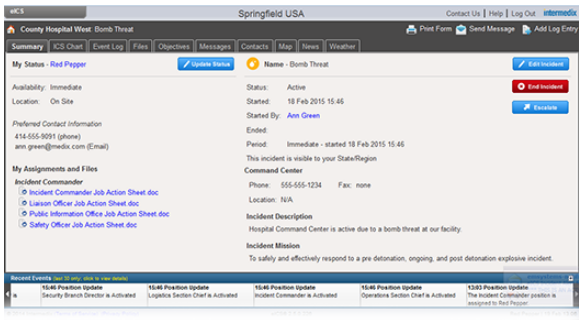 eICS
Springfield USA
Contact Us | Help | Log Out intermedix
County Hospital West Bomb Threat
Print Form Send Message Add Log Entry
Summary ICS Chart Event Log Files Objectives Messages Contacts Map News Weather
My Status - Red Pepper
Update Status
Name - Bomb Threat
Edit Incident
Availability: Immediate
Status: Active
End Incident
Location: On Site
Started: 18 Feb 2015 15:46
Started By: Ann Green
Escalate
Preferred Contact Information
Ended:
414-555-9091 (phone)
Period: Immediate - started 18 Feb 2015 15:46
ann.green@medix.com (Email)
This incident is visible to your State/Region
My Assignments and Files
Command Center
Incident Commander
Phone: 555-555-1234 Fax: none
Incident Commander Job Action Sheet.doc
Liaison Officer Job Action Sheet.doc
Location: N/A
Public Information Office Job Action Sheet.doc
Incident Description
Safety Officer Job Action Sheet.doc
Hospital Command Center is active due to a bomb threat at our facility.
Incident Mission
To safely and effectively respond to a pre detonation, ongoing, and post detonation explosive incident.
Recent Events (last 30 only: click to view details)
15:46 Position Update
Security Branch Director is Activated
15:46 Position Update
Logistics Section Chief is Activated
15:46 Position Update
Incident Commander is Activated
15:46 Position Update
Operations Section Chief is Activated
13:03 Position Update
The Incident Commander position is
assigned to Red Pepper